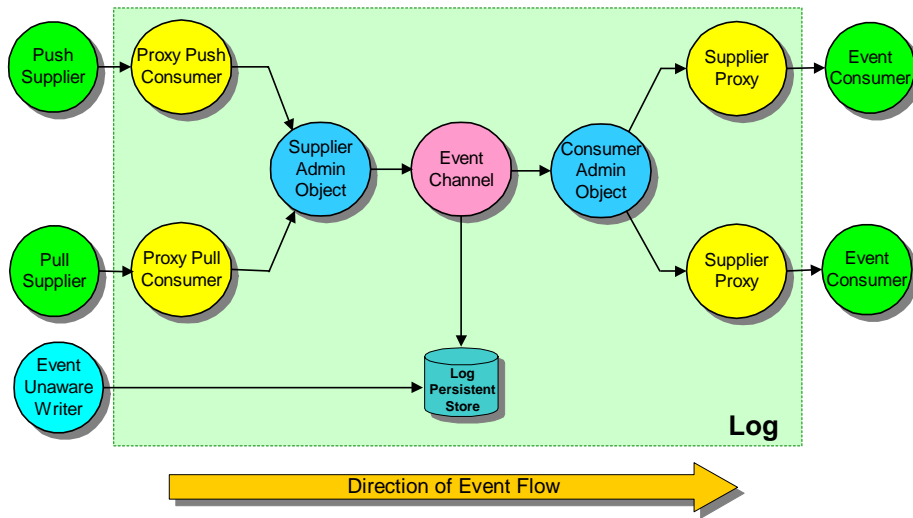 Push
Supplier
Proxy Push
Consumer
Supplier
Proxy
Event
Consumer
Supplier
Admin
Object
Event
Channel
Consumer
Admin
Object
Pull
Supplier
Proxy Pull
Consumer
Supplier
Proxy
Event
Consumer
Event
Unaware
Writer
Log
Persistent
Store
Log
Direction of Event Flow